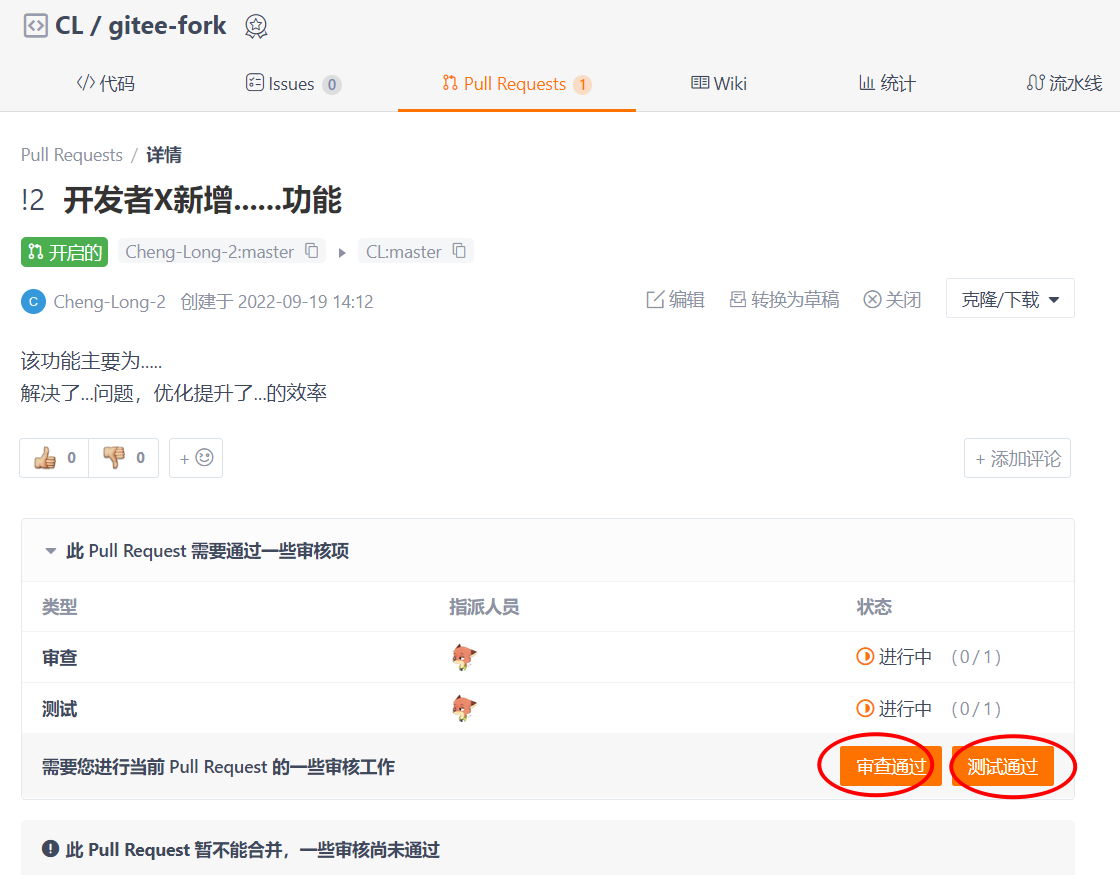 CL / gitee-fork
代码 Issues 0 Pull Requests 1 Wiki 统计 流水线
Pull Requests / 详情
!2 开发者X新增......功能
开启的 Cheng-Long-2:master CL:master
C Cheng-Long-2 创建于 2022-09-19 14:12 编辑 转换为草稿 关闭 克隆/下载
该功能主要为.....
解决了...问题，优化提升了...的效率
0 0 + + 添加评论
此 Pull Request 需要通过一些审核项
类型 指派人员 状态
审查 进行中 (0/1)
测试 进行中 (0/1)
需要您进行当前 Pull Request 的一些审核工作 审查通过 测试通过
此 Pull Request 暂不能合并，一些审核尚未通过